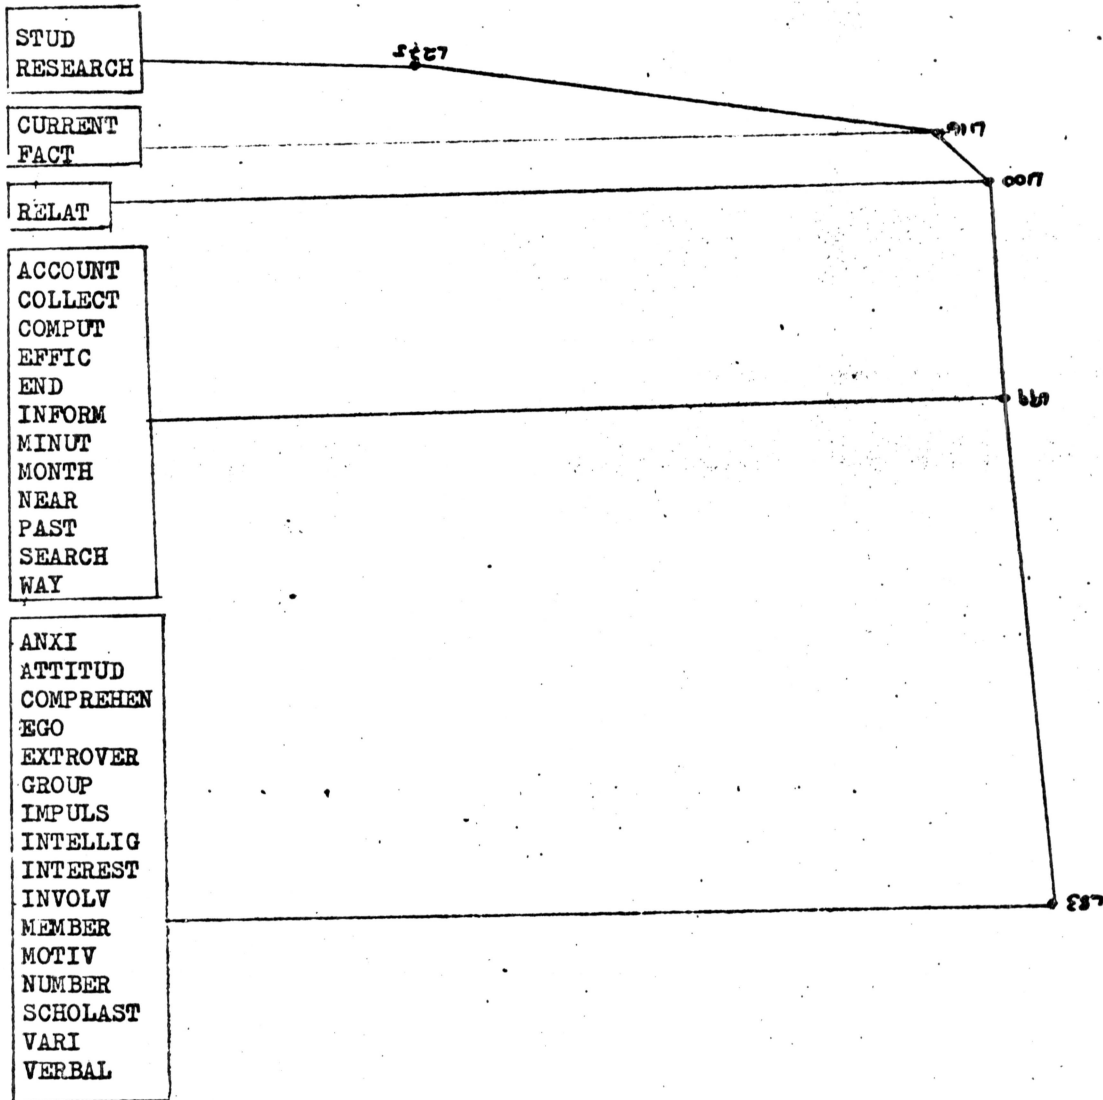 STUD
RESEARCH
CURRENT
FACT
RELAT
ACCOUNT
COLLECT
COMPUT
EFFIC
END
INFORM
MINUT
MONTH
NEAR
PAST
SEARCH
WAY
ANXI
ATTITUD
COMPREHEN
EGO
EXTROVER
GROUP
IMPULS
INTELLIG
INTEREST
INVOLV
MEMBER
MOTIV
NUMBER
SCHOLAST
VARI
VERBAL